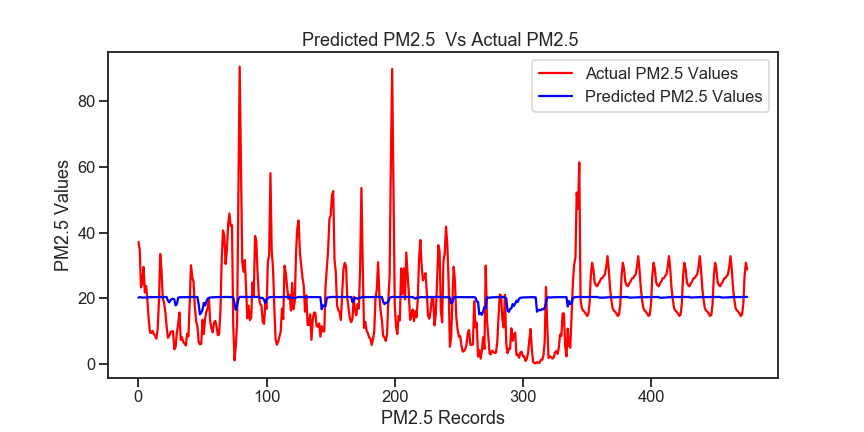 Predicted PM2.5  Vs Actual PM2.5
Actual PM2.5 Values
Predicted PM2.5 Values
PM2.5 Values
80
60
40
20
0
0 100 200 300 400
PM2.5 Records